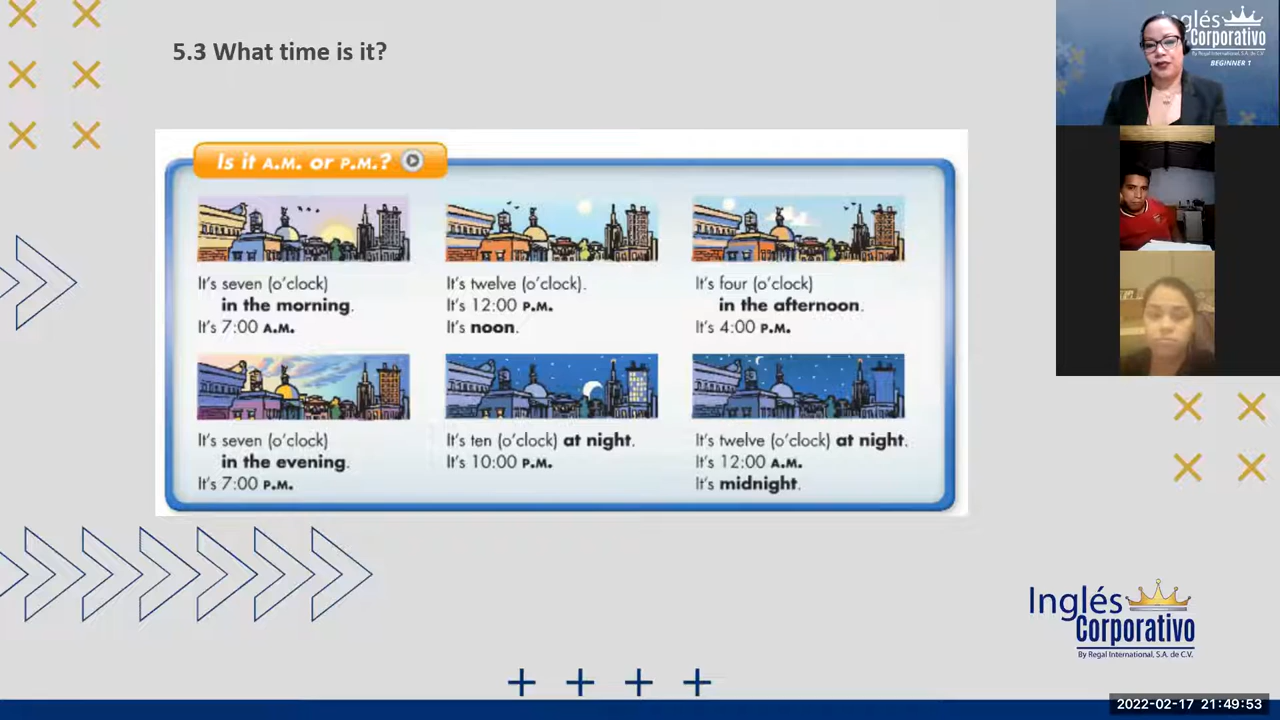 5.3 What time is it?
Is it A.M. or P.M.?
It's seven (o'clock)
in the morning.
It's 7:00 A.M.
It's twelve (o'clock).
It's 12:00 P.M.
It's noon.
It's four (o'clock)
in the afternoon.
It's 4:00 P.M.
It's seven (o'clock)
in the evening.
It's 7:00 P.M.
It's ten (o'clock) at night.
It's 10:00 P.M.
It's twelve (o'clock) at night.
It's 12:00 A.M.
It's midnight.
Inglés
Corporativo
By Regal International, S.A. de C.V.
BEGINNER 1
Inglés
Corporativo
By Regal International, S.A. de C.V.
2022-02-17 21:49:53